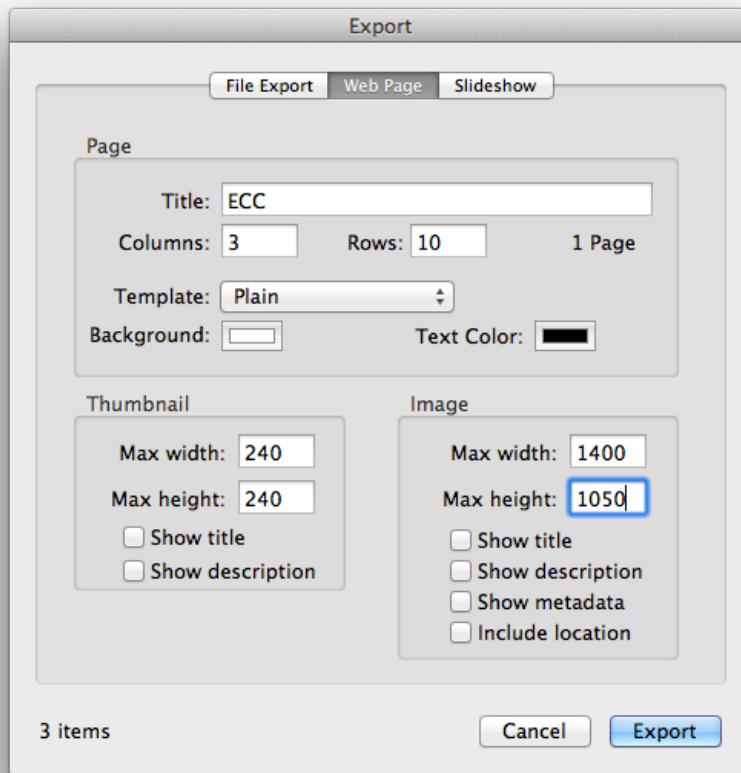 Export
File Export Web Page Slideshow
Page
Title: ECC
Columns: 3 Rows: 10 1 Page
Template: Plain
Background: Text Color:
Thumbnail
Max width: 240
Max height: 240
Show title
Show description
Image
Max width: 1400
Max height: 1050
Show title
Show description
Show metadata
Include location
3 items Cancel Export